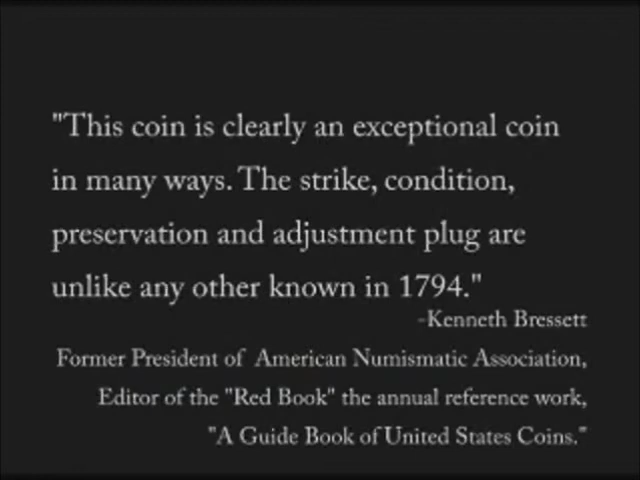 "This coin is clearly an exceptional coin
in many ways. The strike, condition,
preservation and adjustment plug are
unlike any other known in 1794."
-Kenneth Bressett
Former President of American Numismatic Association,
Editor of the "Red Book" the annual reference work,
"A Guide Book of United States Coins."